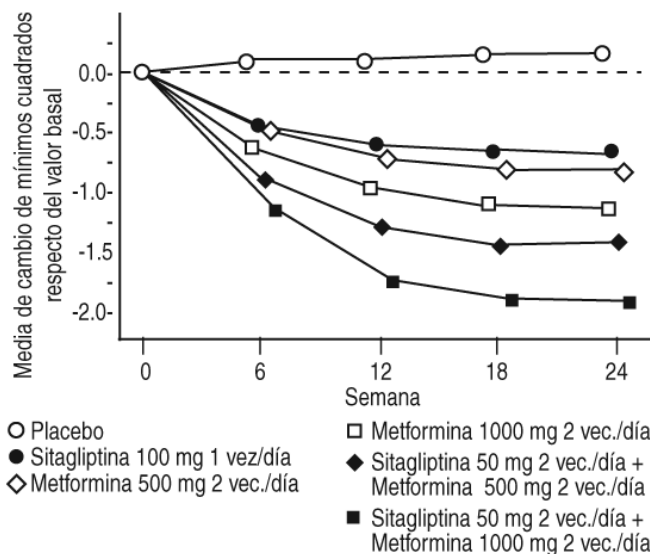 Media de cambio de mínimos cuadrados
respecto del valor basal
0.0-
-0.5-
-1.0-
-1.5-
-2.0-
0 6 12 18 24
Semana
Placebo
Sitagliptina 100 mg 1 vez/día
Metformina 500 mg 2 vec./día
Metformina 1000 mg 2 vec./día
Sitagliptina 50 mg 2 vec./día +
Metformina 500 mg 2 vec./día
Sitagliptina 50 mg 2 vec./día +
Metformina 1000 mg 2 vec./día